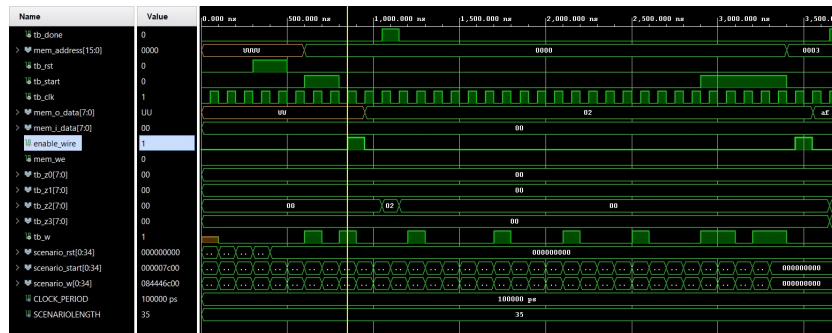 Name Value 0.000 ns 500.000 ns 1,000.000 ns 1,500.000 ns 2,000.000 ns 2,500.000 ns 3,000.000 ns 3,500.
tb_done 0
mem_address[15:0] 0000 UUUU 0000 0003
tb_rst 0
tb_start 0
tb_clk 1
mem_o_data[7:0] UU UU 02 af
mem_i_data[7:0] 00 00
enable_wire 1
mem_we 0
tb_z0[7:0] 00 00
tb_z1[7:0] 00 00
tb_z2[7:0] 00 00 02 00
tb_z3[7:0] 00 00
tb_w 1
scenario_rst[0:34] 000000000 .. .. .. .. 000000000
scenario_start[0:34] 000007c00 .. .. .. .. .. .. .. .. .. .. .. .. .. .. .. .. .. .. .. .. .. .. .. .. .. .. .. .. .. .. .. .. .. 000000000
scenario_w[0:34] 084446c00 .. .. .. .. .. .. .. .. .. .. .. .. .. .. .. .. .. .. .. .. .. .. .. .. .. .. .. .. .. .. .. .. .. 000000000
CLOCK_PERIOD 100000 ps 100000 ps
SCENARIOLENGTH 35 35